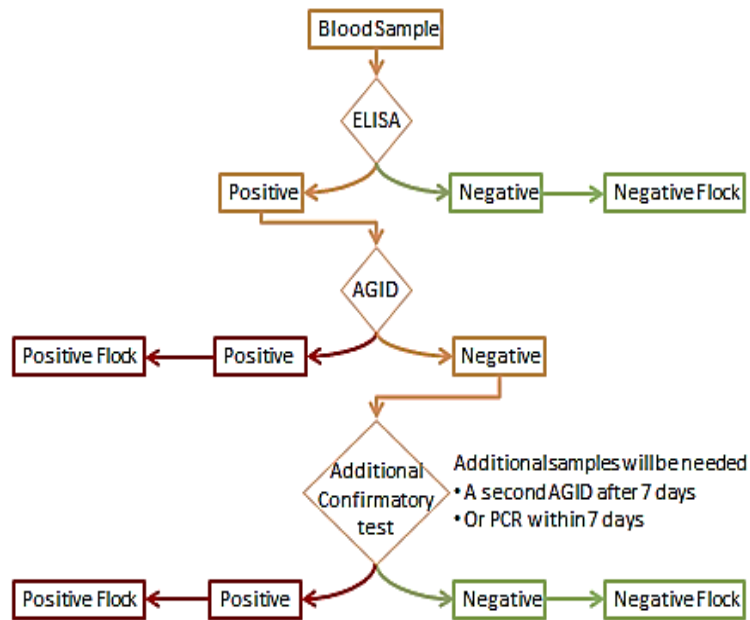 Blood Sample
ELISA
Positive
Negative
Negative Flock
AGID
Positive Flock
Positive
Negative
Additional
Confirmatory
test
Additional samples will be needed
• A second AGID after 7 days
• Or PCR within 7 days
Positive Flock
Positive
Negative
Negative Flock